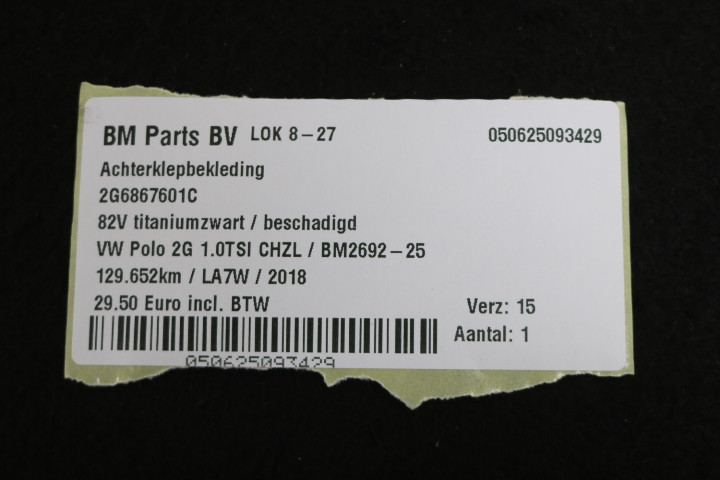 BM Parts BV LOK 8-27 050625093429
Achterklepbekleding
2G6867601C
82V titaniumzwart / beschadigd
VW Polo 2G 1.0TSI CHZL / BM2692-25
129.652km / LA7W / 2018
29.50 Euro incl. BTW Verz: 15
Aantal: 1
050625093429